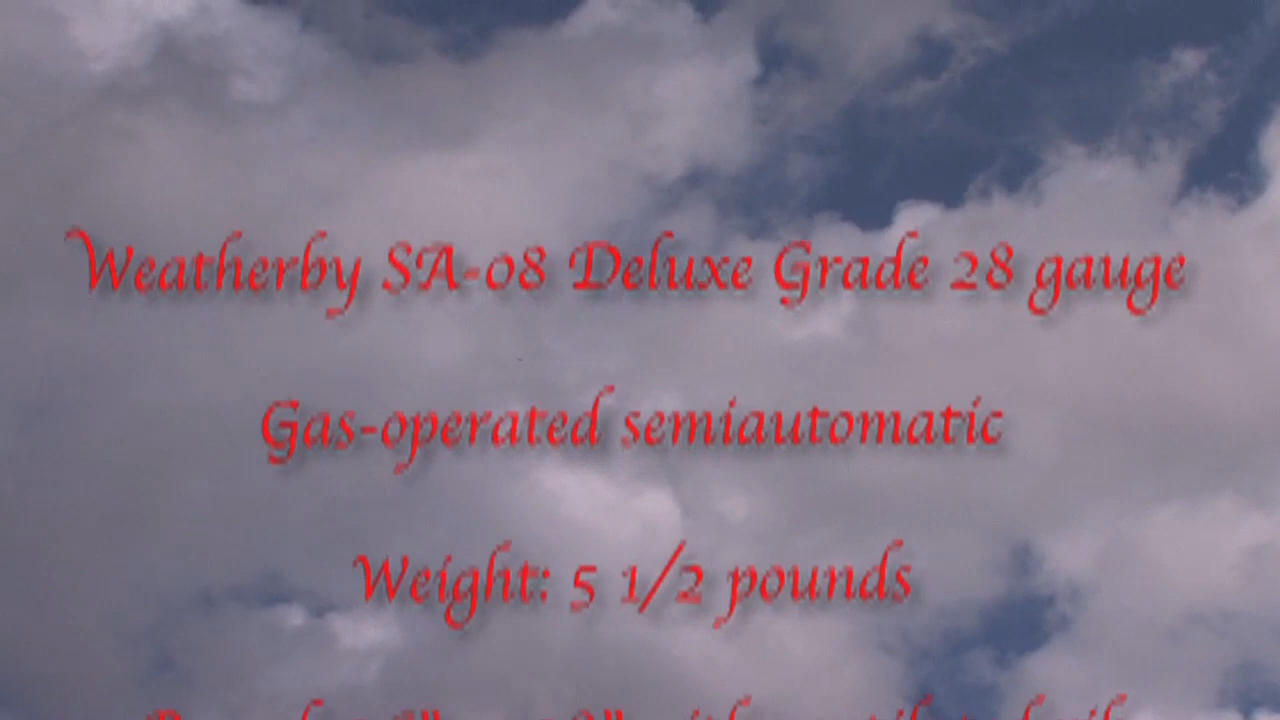 Weatherby SA-08 Deluxe Grade 28 gauge
Gas-operated semiautomatic
Weight: 5 1/2 pounds